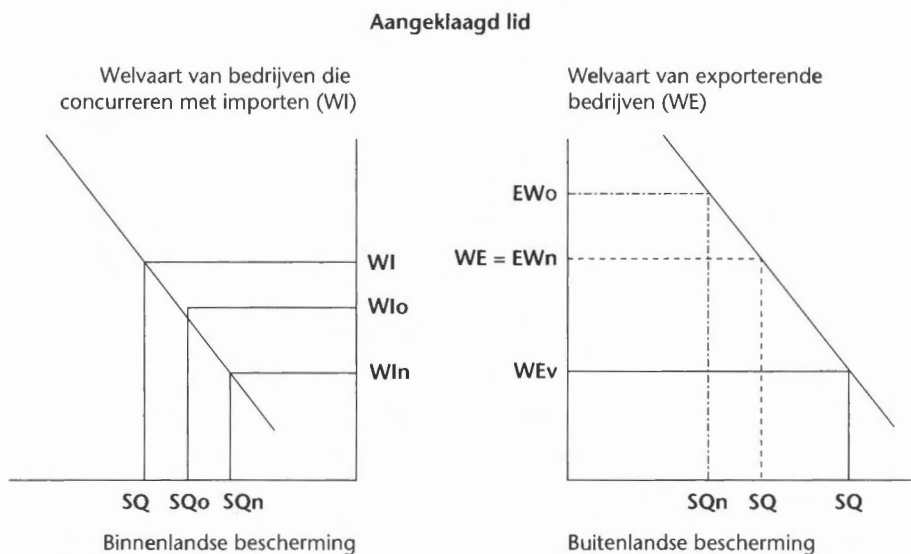 Aangeklaagd lid
Welvaart van bedrijven die
concurreren met importen (WI)
WI
WIo
WIn
SQ SQo SQn
Binnenlandse bescherming
Welvaart van exporterende
bedrijven (WE)
EWo
WE = EWn
WEv
SQn SQ SQ
Buitenlandse bescherming